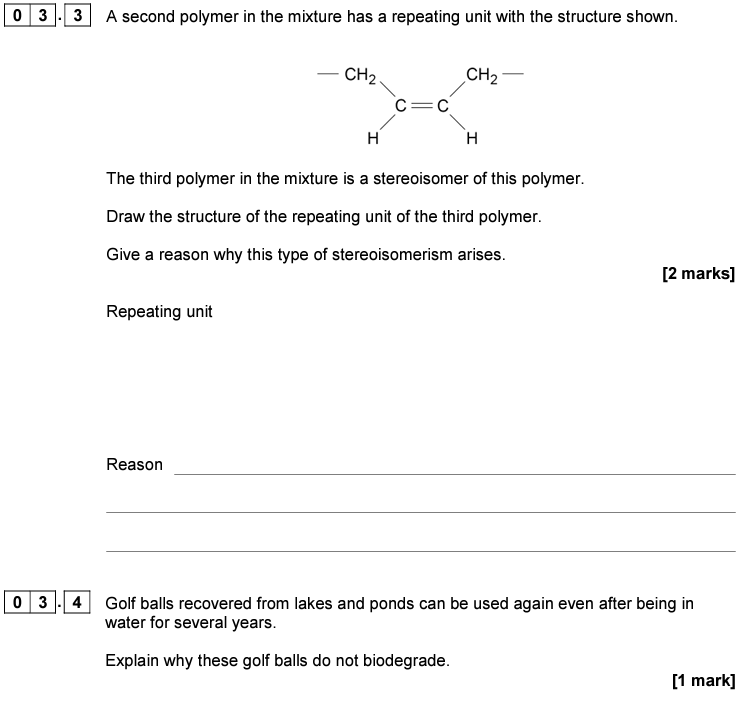 0 3 . 3 A second polymer in the mixture has a repeating unit with the structure shown.
— CH2 CH2 —
C=C
H H
The third polymer in the mixture is a stereoisomer of this polymer.
Draw the structure of the repeating unit of the third polymer.
Give a reason why this type of stereoisomerism arises.
[2 marks]
Repeating unit
Reason
0 3 . 4 Golf balls recovered from lakes and ponds can be used again even after being in
water for several years.
Explain why these golf balls do not biodegrade.
[1 mark]